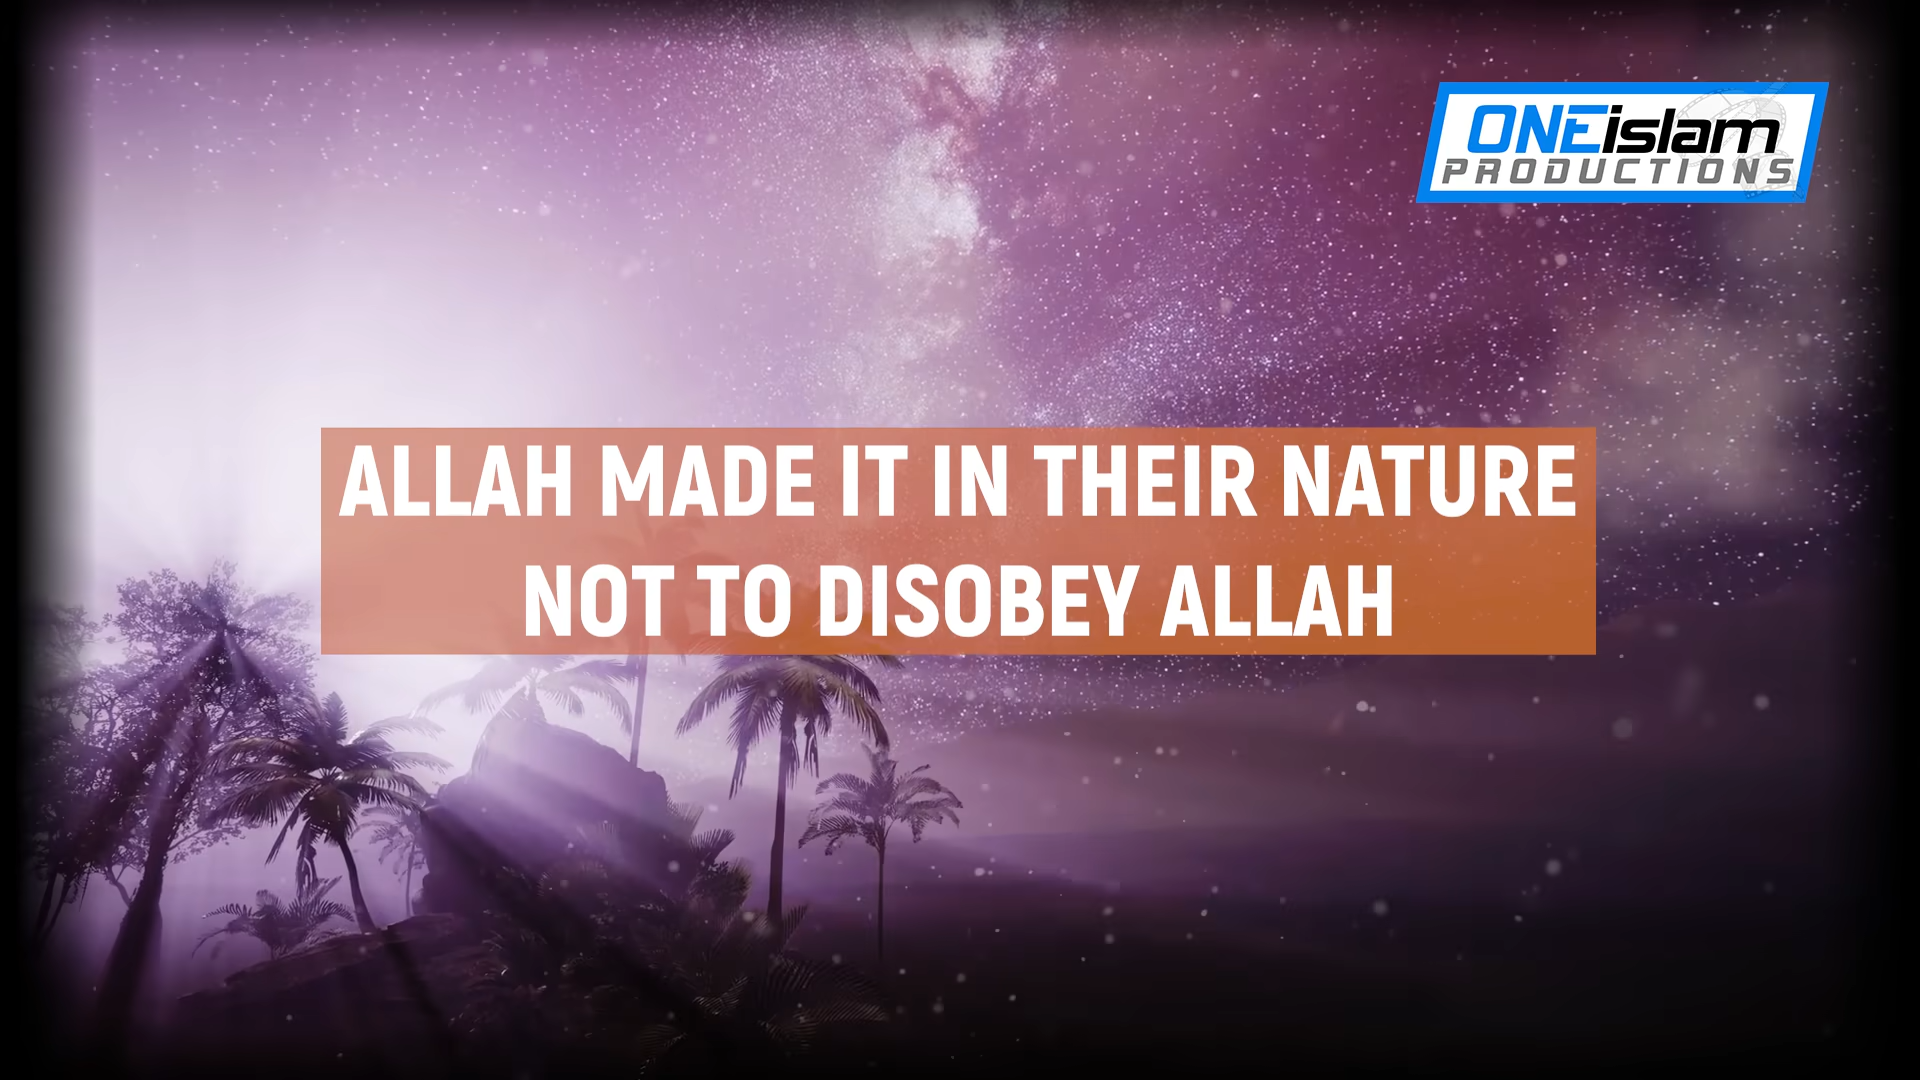 ONEislam
PRODUCTIONS
ALLAH MADE IT IN THEIR NATURE
NOT TO DISOBEY ALLAH